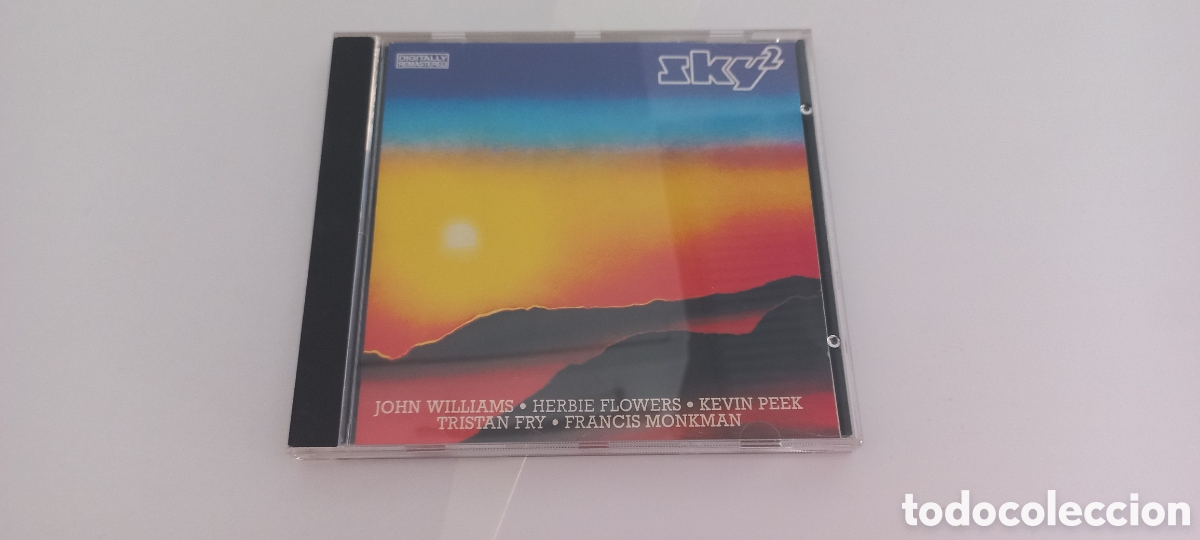 DIGITALLY
REMASTERED
sky2
JOHN WILLIAMS • HERBIE FLOWERS • KEVIN PEEK
TRISTAN FRY • FRANCIS MONKMAN
todocoleccion